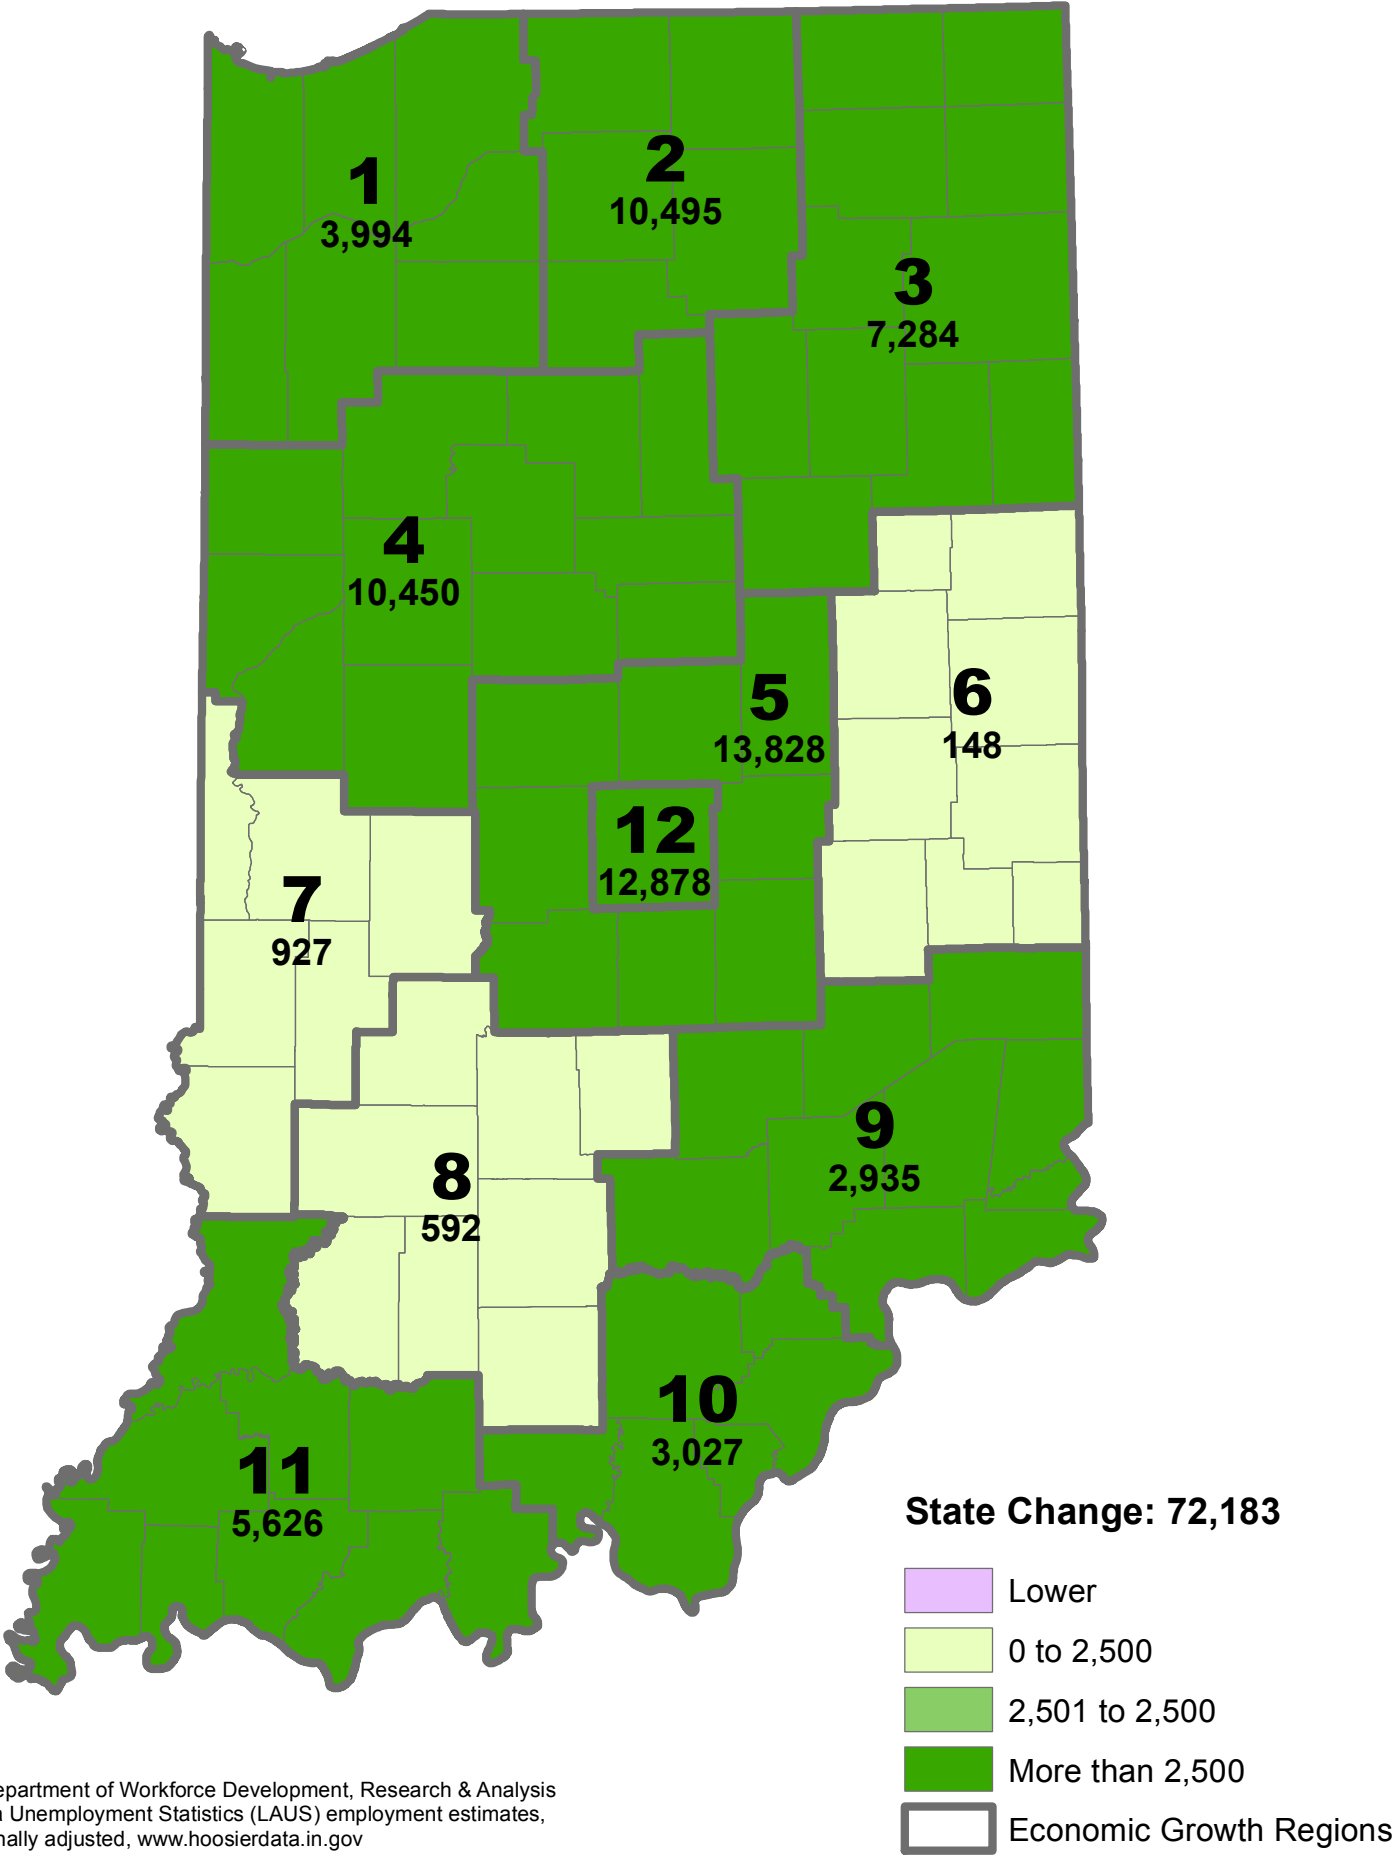 1
3,994
2
10,495
3
7,284
4
10,450
5
13,828
6
148
12
12,878
7
927
8
592
9
2,935
10
3,027
11
5,626
State Change: 72,183
Lower
0 to 2,500
2,501 to 2,500
More than 2,500
Economic Growth Regions
epartment of Workforce Development, Research & Analysis
Unemployment Statistics (LAUS) employment estimates,
nally adjusted, www.hoosierdata.in.gov